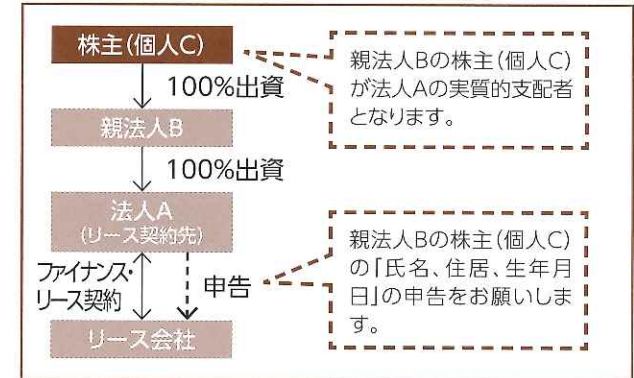 株主(個人C)
親法人Bの株主(個人C)
が法人Aの実質的支配者
となります。
100%出資
親法人B
100%出資
法人A
(リース契約先)
親法人Bの株主(個人C)
の「氏名、住居、生年月
日」の申告をお願いしま
す。
ファイナンス・
リース契約
申告
リース会社